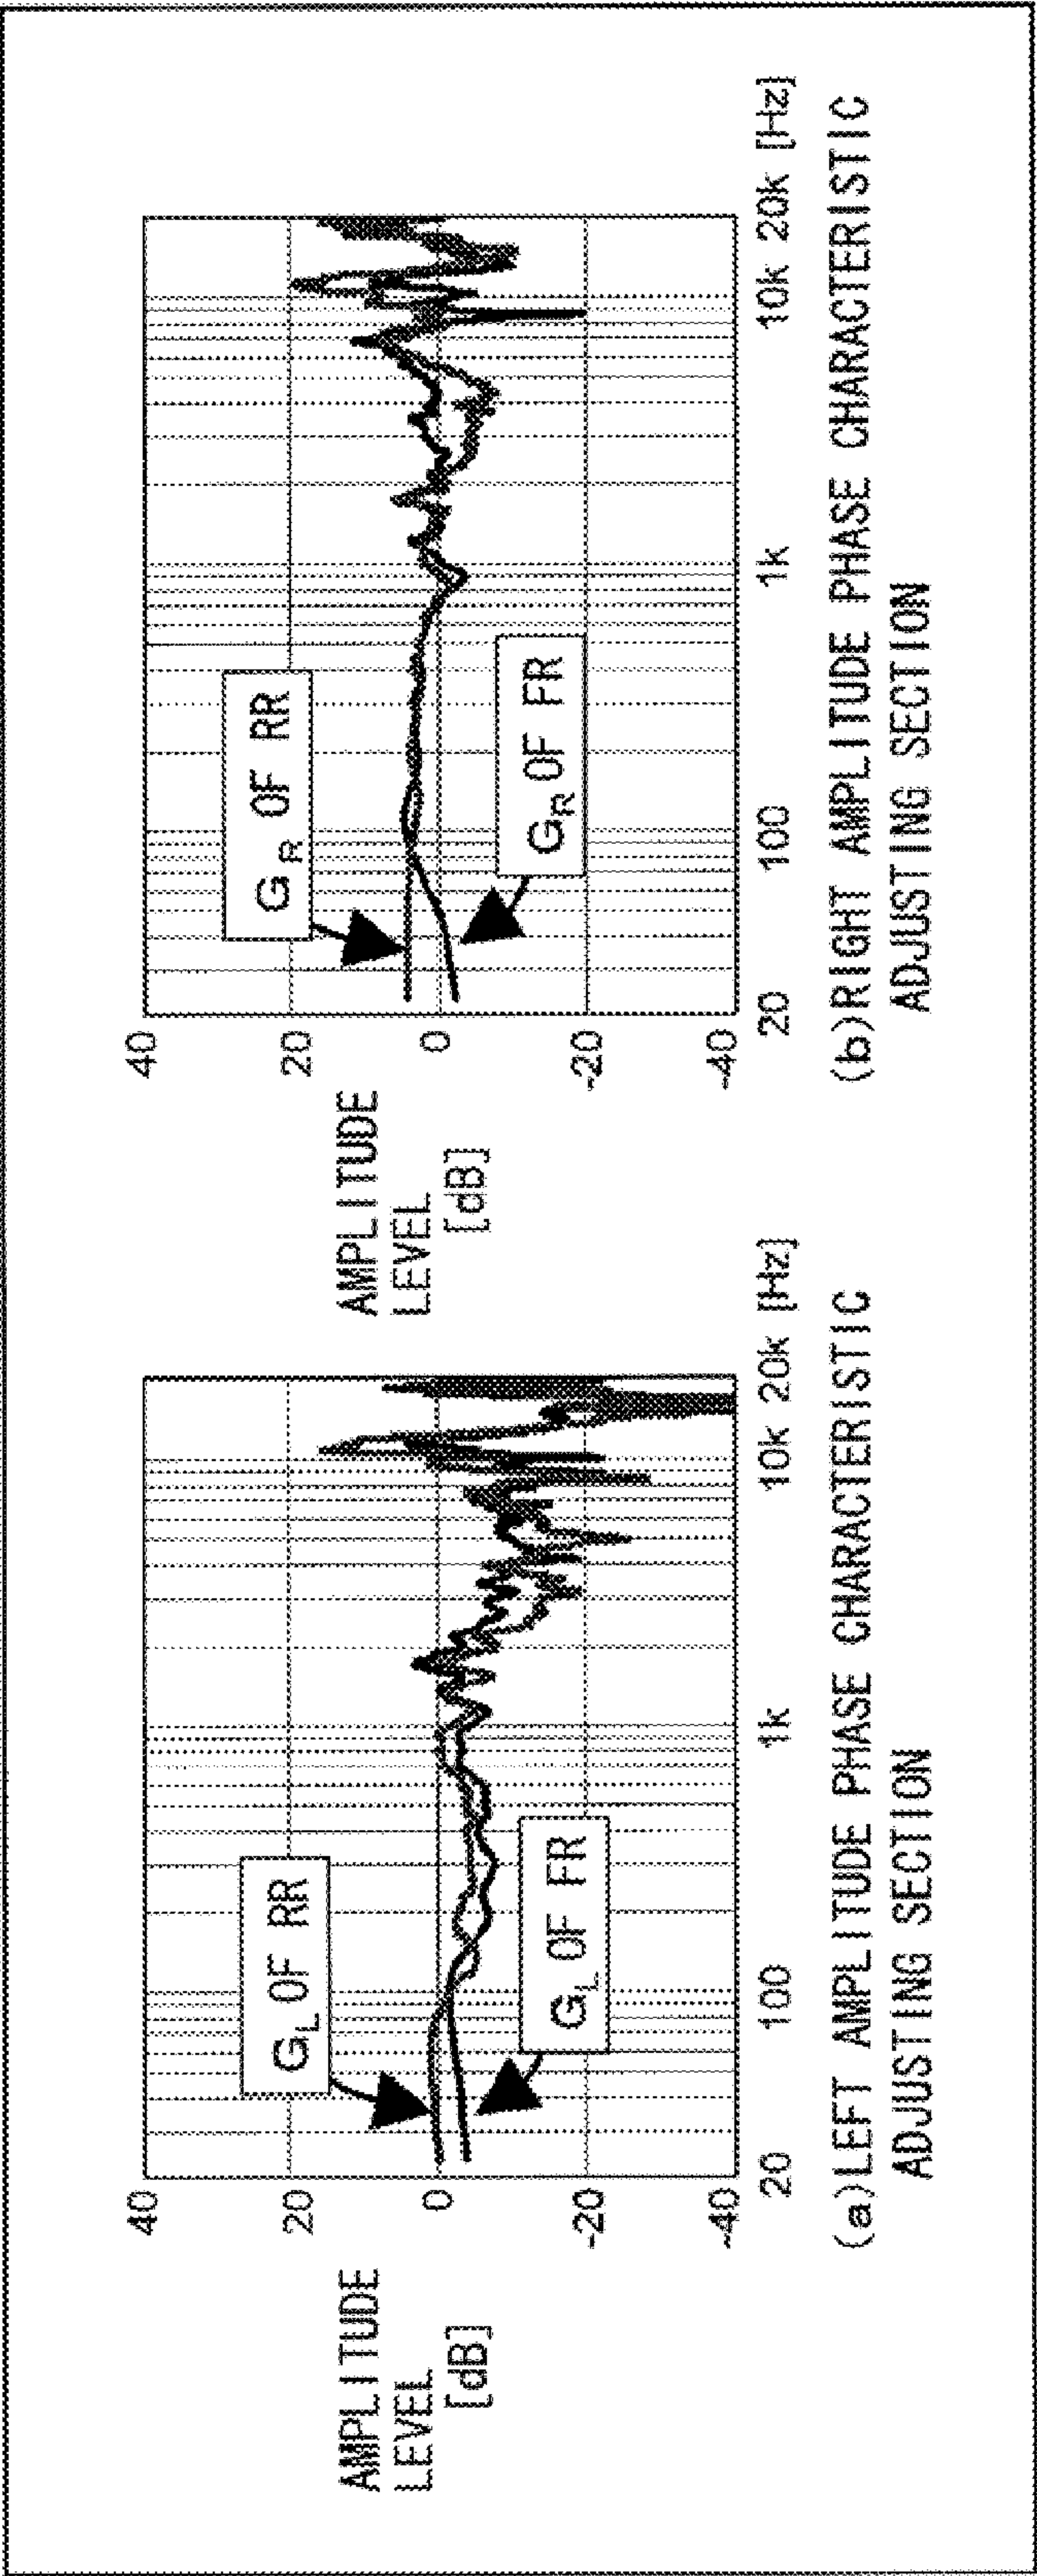 AMPLITUDE
LEVEL
[dB]
40
20
0
-20
-40
G_L OF RR
G_L OF FR
20
100
1k
10k
20k
[Hz]
(a)LEFT AMPLITUDE PHASE CHARACTERISTIC
ADJUSTING SECTION
AMPLITUDE
LEVEL
[dB]
40
20
0
-20
-40
G_R OF RR
G_R OF FR
20
100
1k
10k
20k
[Hz]
(b)RIGHT AMPLITUDE PHASE CHARACTERISTIC
ADJUSTING SECTION